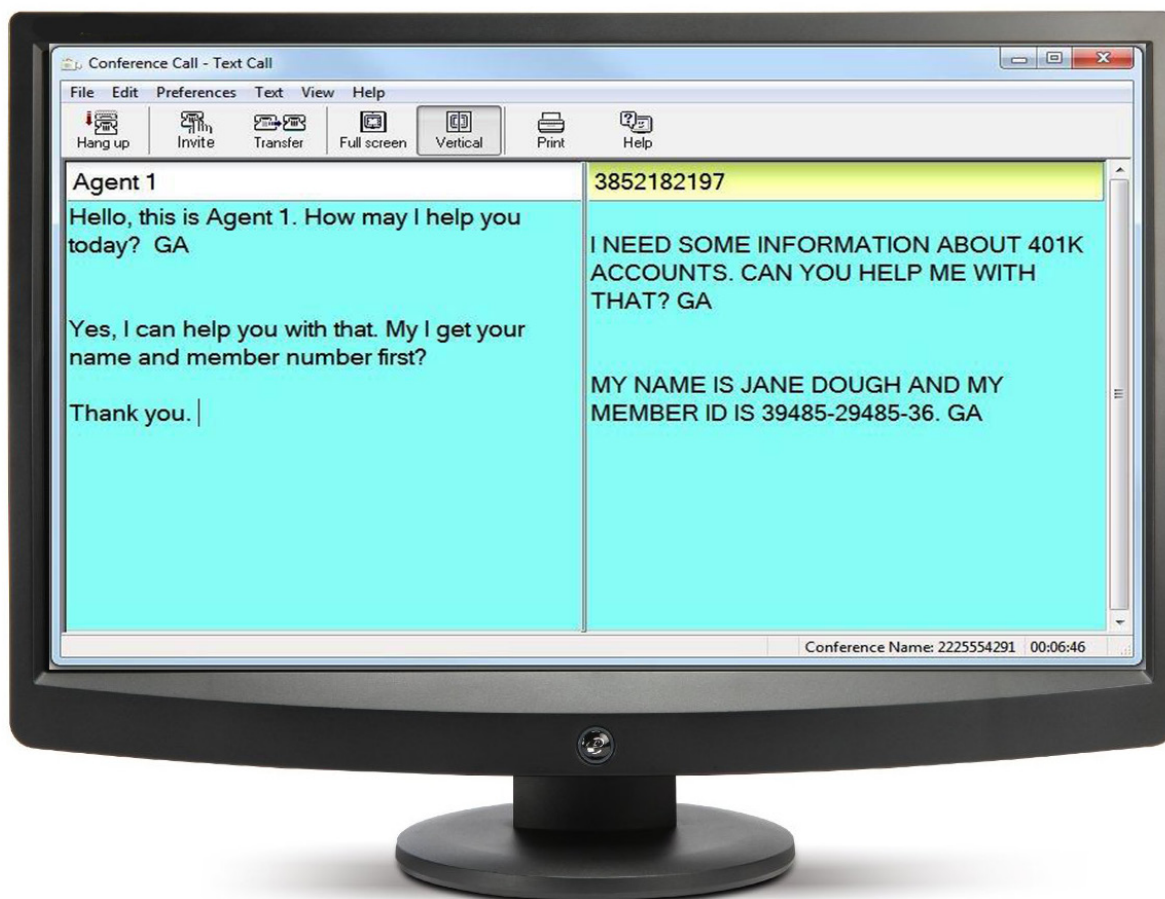 Conference Call - Text Call
File Edit Preferences Text View Help
Hang up Invite Transfer Full screen Vertical Print Help
Agent 1
Hello, this is Agent 1. How may I help you
today? GA
Yes, I can help you with that. My I get your
name and member number first?
Thank you.
3852182197
I NEED SOME INFORMATION ABOUT 401K
ACCOUNTS. CAN YOU HELP ME WITH
THAT? GA
MY NAME IS JANE DOUGH AND MY
MEMBER ID IS 39485-29485-36. GA
Conference Name: 2225554291 00:06:46